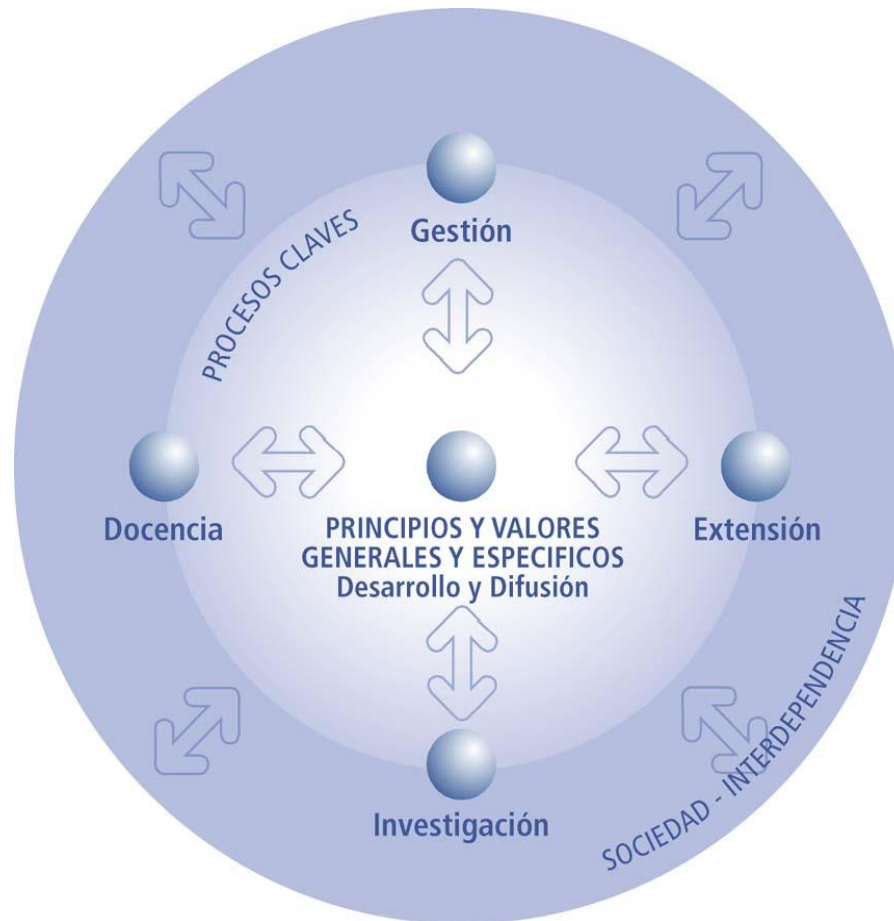 Gestión
PROCESOS CLAVES
Docencia
PRINCIPIOS Y VALORES
GENERALES Y ESPECIFICOS
Desarrollo y Difusión
Extensión
Investigación
SOCIEDAD - INTERDEPENDENCIA